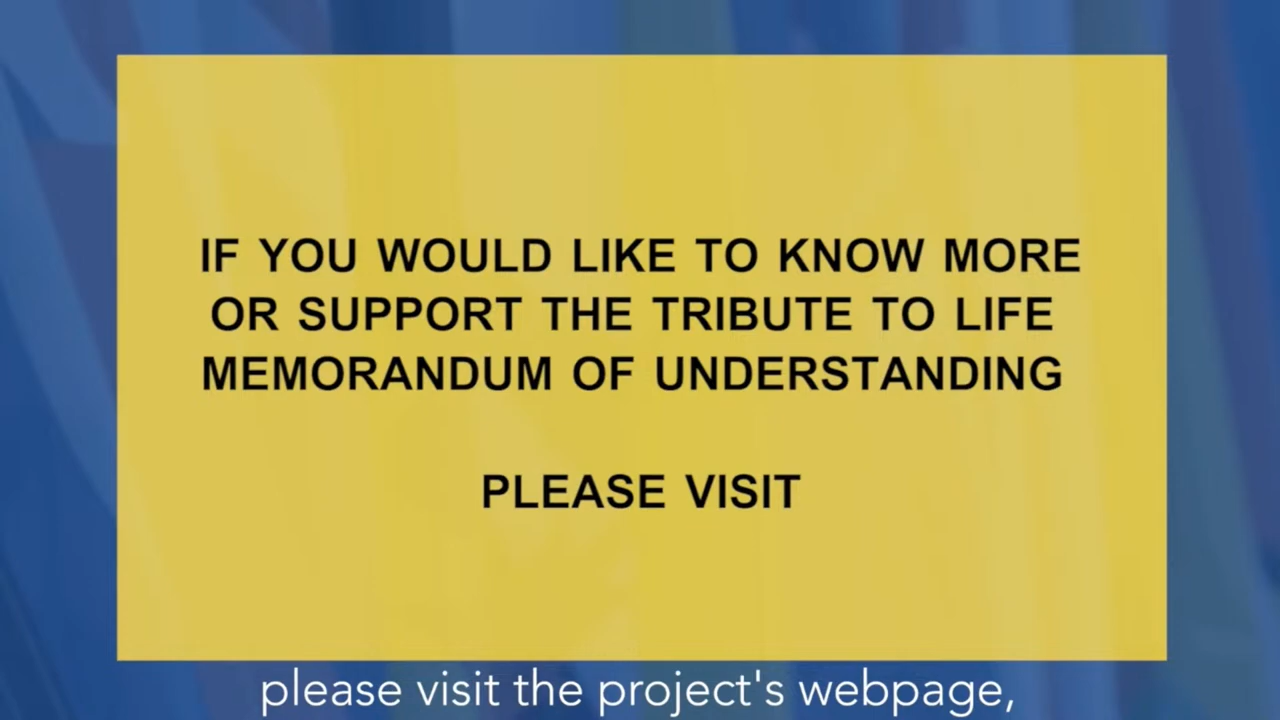 IF YOU WOULD LIKE TO KNOW MORE
OR SUPPORT THE TRIBUTE TO LIFE
MEMORANDUM OF UNDERSTANDING
PLEASE VISIT
please visit the project's webpage,